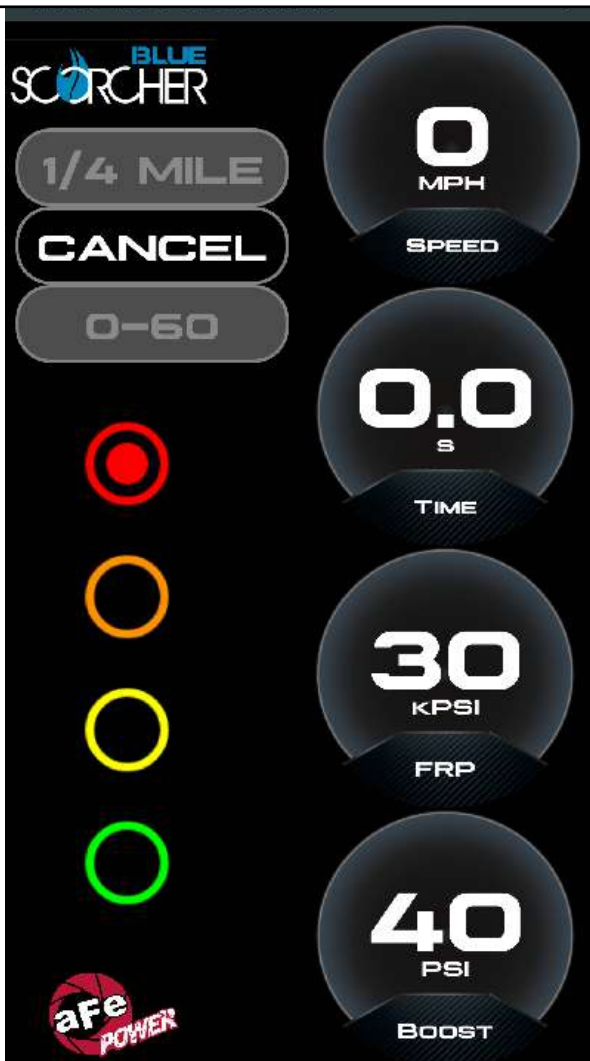 BLUE
SCORCHER
1/4 MILE
CANCEL
0-60
0
MPH
SPEED
0.0
S
TIME
30
KPSI
FRP
40
PSI
BOOST
aFe
POWER